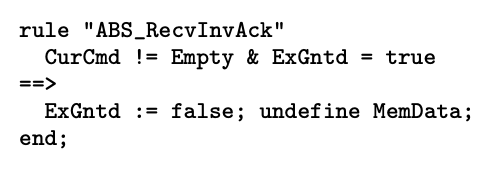 rule "ABS_RecvInvAck"
  CurCmd != Empty & ExGntd = true
==>
  ExGntd := false; undefine MemData;
end;